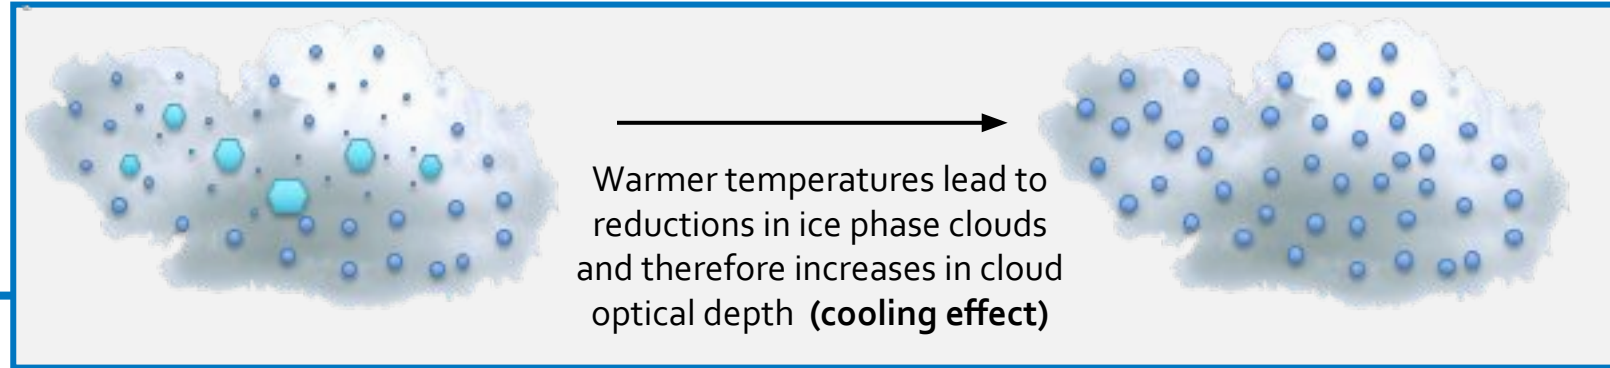 Warmer temperatures lead to
reductions in ice phase clouds
and therefore increases in cloud
optical depth (cooling effect)